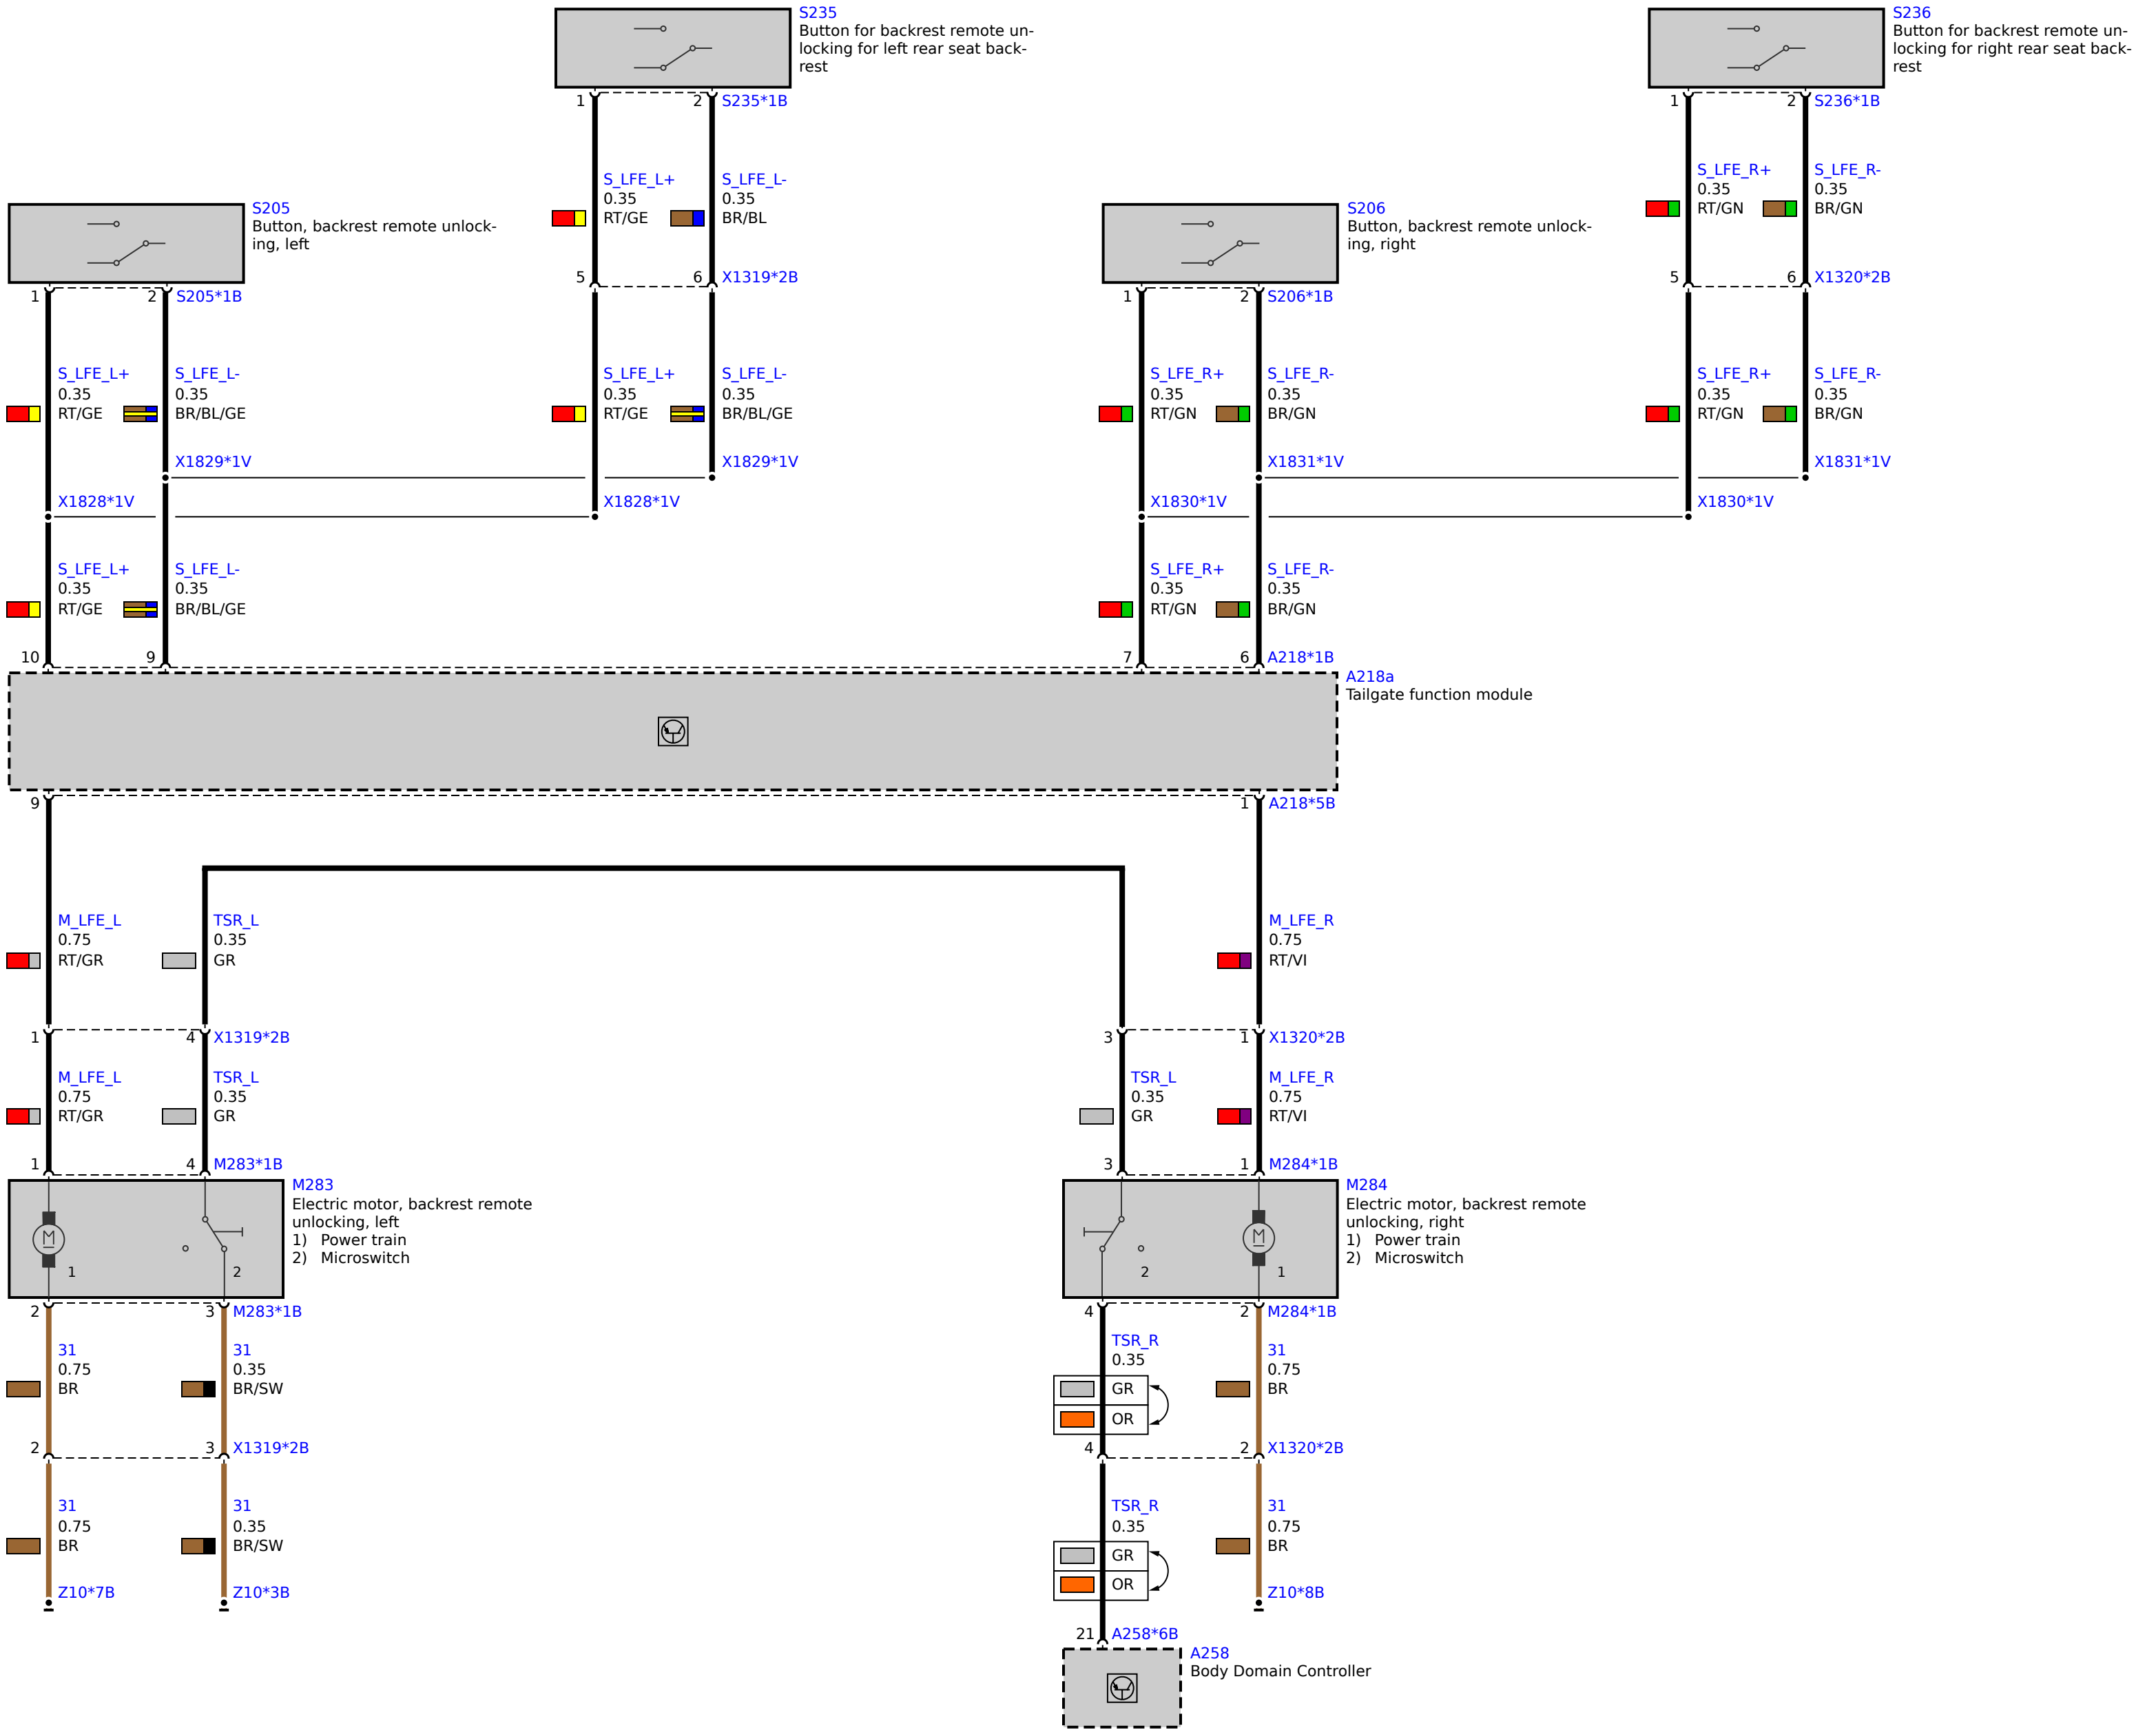 S235
Button for backrest remote un-
locking for left rear seat back-
rest
S236
Button for backrest remote un-
locking for right rear seat back-
rest
1 2 S235*1B
1 2 S236*1B
S_LFE_L+ S_LFE_L-
0.35 0.35
RT/GE BR/BL
S_LFE_R+ S_LFE_R-
0.35 0.35
RT/GN BR/GN
S205
Button, backrest remote unlock-
ing, left
S206
Button, backrest remote unlock-
ing, right
5 6 X1319*2B
5 6 X1320*2B
1 2 S205*1B
1 2 S206*1B
S_LFE_L+ S_LFE_L- S_LFE_L+ S_LFE_L- S_LFE_R+ S_LFE_R- S_LFE_R+ S_LFE_R-
0.35 0.35 0.35 0.35 0.35 0.35 0.35 0.35
RT/GE BR/BL/GE RT/GE BR/BL/GE RT/GN BR/GN RT/GN BR/GN
X1829*1V X1829*1V X1831*1V X1831*1V
X1828*1V X1828*1V X1830*1V X1830*1V
S_LFE_L+ S_LFE_L- S_LFE_R+ S_LFE_R-
0.35 0.35 0.35 0.35
RT/GE BR/BL/GE RT/GN BR/GN
10 9 7 6 A218*1B
A218a
Tailgate function module
9 1 A218*5B
M_LFE_L TSR_L M_LFE_R
0.75 0.35 0.75
RT/GR GR RT/VI
1 4 X1319*2B 3 1 X1320*2B
M_LFE_L TSR_L TSR_L M_LFE_R
0.75 0.35 0.35 0.75
RT/GR GR GR RT/VI
1 4 M283*1B 3 1 M284*1B
M283
Electric motor, backrest remote
unlocking, left
1) Power train
2) Microswitch
M
1 2
M284
Electric motor, backrest remote
unlocking, right
1) Power train
2) Microswitch
M
2 1
2 3 M283*1B 4 2 M284*1B
31 31 TSR_R 31
0.75 0.35 0.35 0.75
BR BR/SW GR BR
OR
2 3 X1319*2B 4 2 X1320*2B
31 31 TSR_R 31
0.75 0.35 0.35 0.75
BR BR/SW GR BR
OR
Z10*7B Z10*3B Z10*8B
21 A258*6B
A258
Body Domain Controller